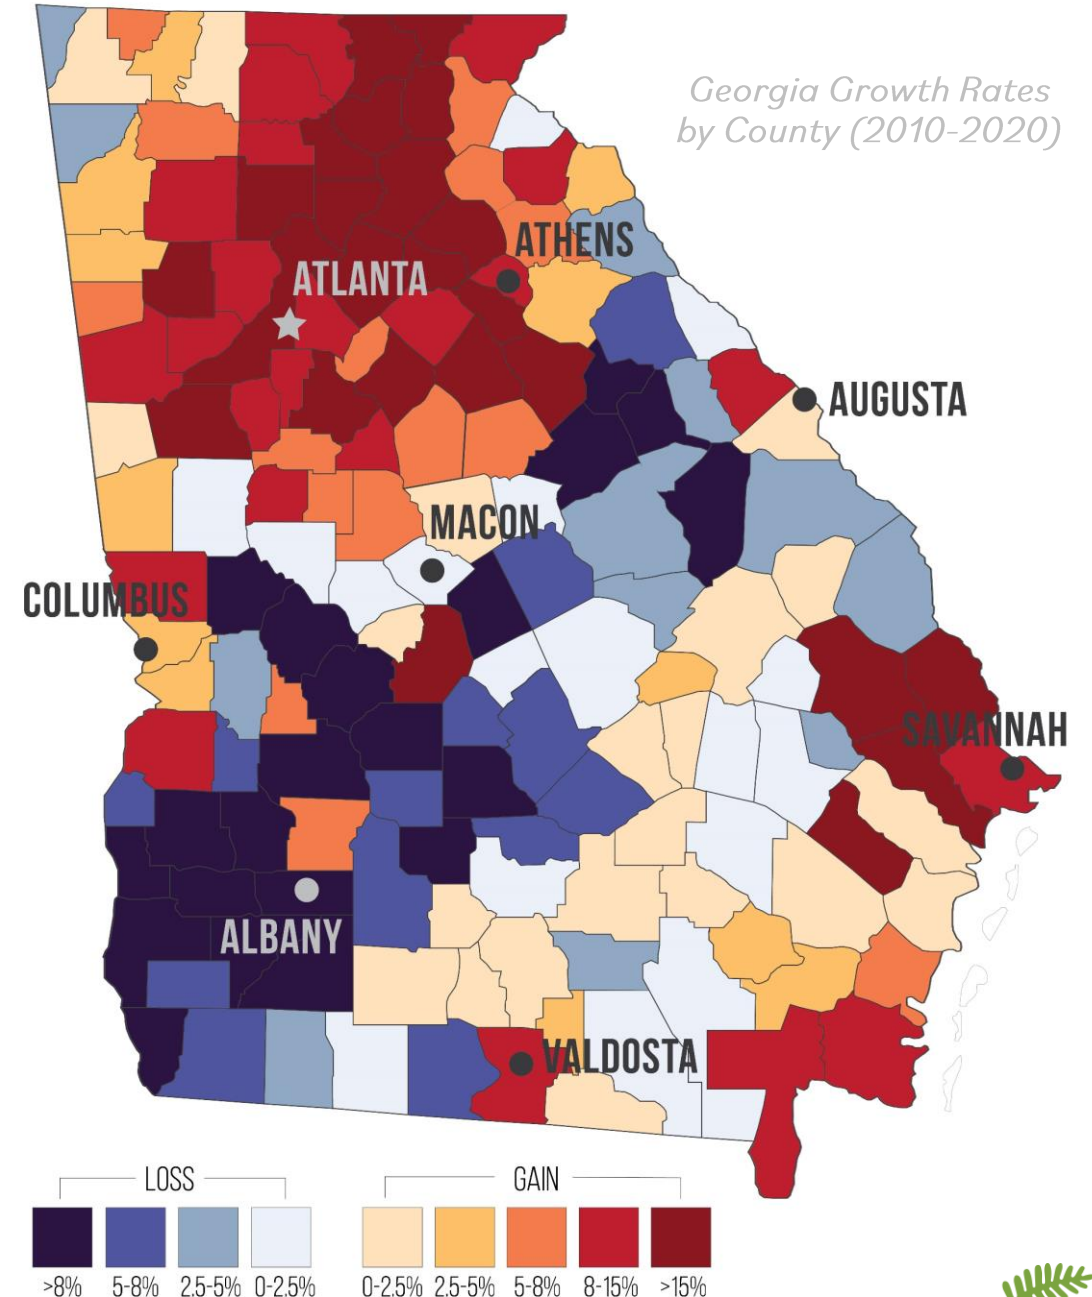 Georgia Growth Rates
by County (2010-2020)
ATHENS
ATLANTA
AUGUSTA
MACON
COLUMBUS
SAVANNAH
ALBANY
VALDOSTA
LOSS
GAIN
>8% 5-8% 2.5-5% 0-2.5% 0-2.5% 2.5-5% 5-8% 8-15% >15%